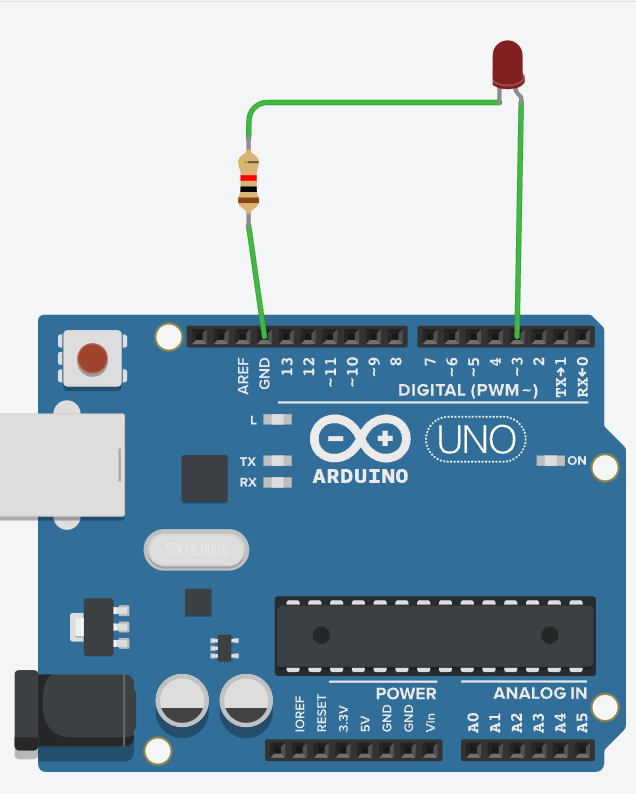 AREF
GND
13
12
~11
~10
~9
8
7
~6
~5
4
~3
2
TX→1
RX←0
DIGITAL (PWM~)
L
TX
RX
ARDUINO
UNO
ON
SPKT6.000G
POWER
ANALOG IN
IOREF
RESET
3.3V
5V
GND
GND
Vin
A0
A1
A2
A3
A4
A5